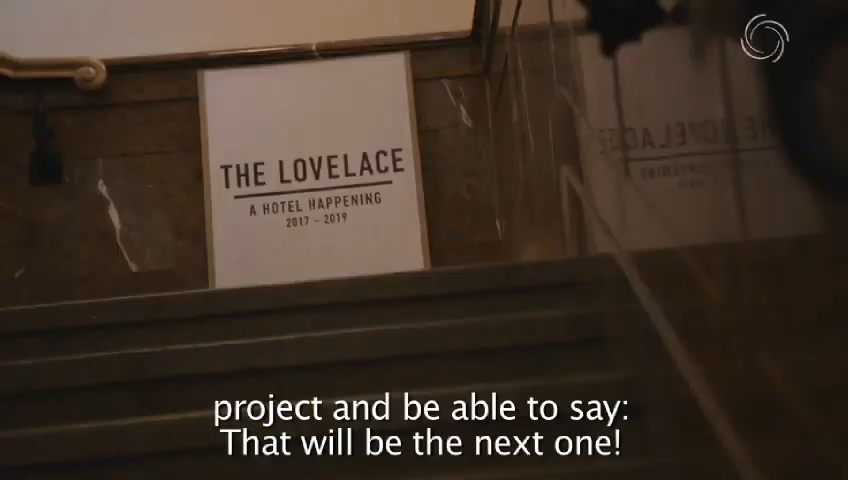 THE LOVELACE
A HOTEL HAPPENING
2017 - 2019
project and be able to say:
That will be the next one!